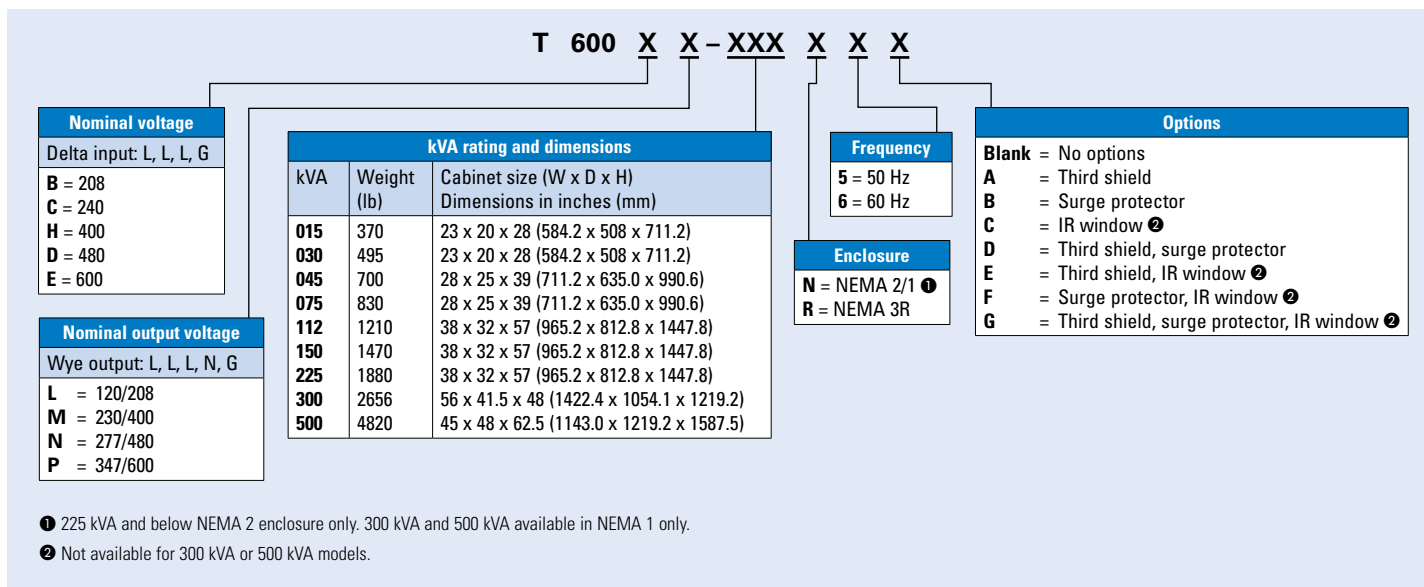 T 600 X X – XXX X X X
Nominal voltage
Delta input: L, L, L, G
B = 208
C = 240
H = 400
D = 480
E = 600
Nominal output voltage
Wye output: L, L, L, N, G
L = 120/208
M = 230/400
N = 277/480
P = 347/600
kVA rating and dimensions
kVA Weight (lb) Cabinet size (W x D x H) Dimensions in inches (mm)
015 370 23 x 20 x 28 (584.2 x 508 x 711.2)
030 495 23 x 20 x 28 (584.2 x 508 x 711.2)
045 700 28 x 25 x 39 (711.2 x 635.0 x 990.6)
075 830 28 x 25 x 39 (711.2 x 635.0 x 990.6)
112 1210 38 x 32 x 57 (965.2 x 812.8 x 1447.8)
150 1470 38 x 32 x 57 (965.2 x 812.8 x 1447.8)
225 1880 38 x 32 x 57 (965.2 x 812.8 x 1447.8)
300 2656 56 x 41.5 x 48 (1422.4 x 1054.1 x 1219.2)
500 4820 45 x 48 x 62.5 (1143.0 x 1219.2 x 1587.5)
Frequency
5 = 50 Hz
6 = 60 Hz
Enclosure
N = NEMA 2/1 ❶
R = NEMA 3R
Options
Blank = No options
A = Third shield
B = Surge protector
C = IR window ❷
D = Third shield, surge protector
E = Third shield, IR window ❷
F = Surge protector, IR window ❷
G = Third shield, surge protector, IR window ❷
❶ 225 kVA and below NEMA 2 enclosure only. 300 kVA and 500 kVA available in NEMA 1 only.
❷ Not available for 300 kVA or 500 kVA models.